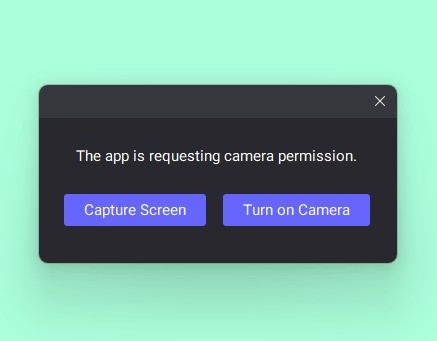 The app is requesting camera permission.
Capture Screen
Turn on Camera